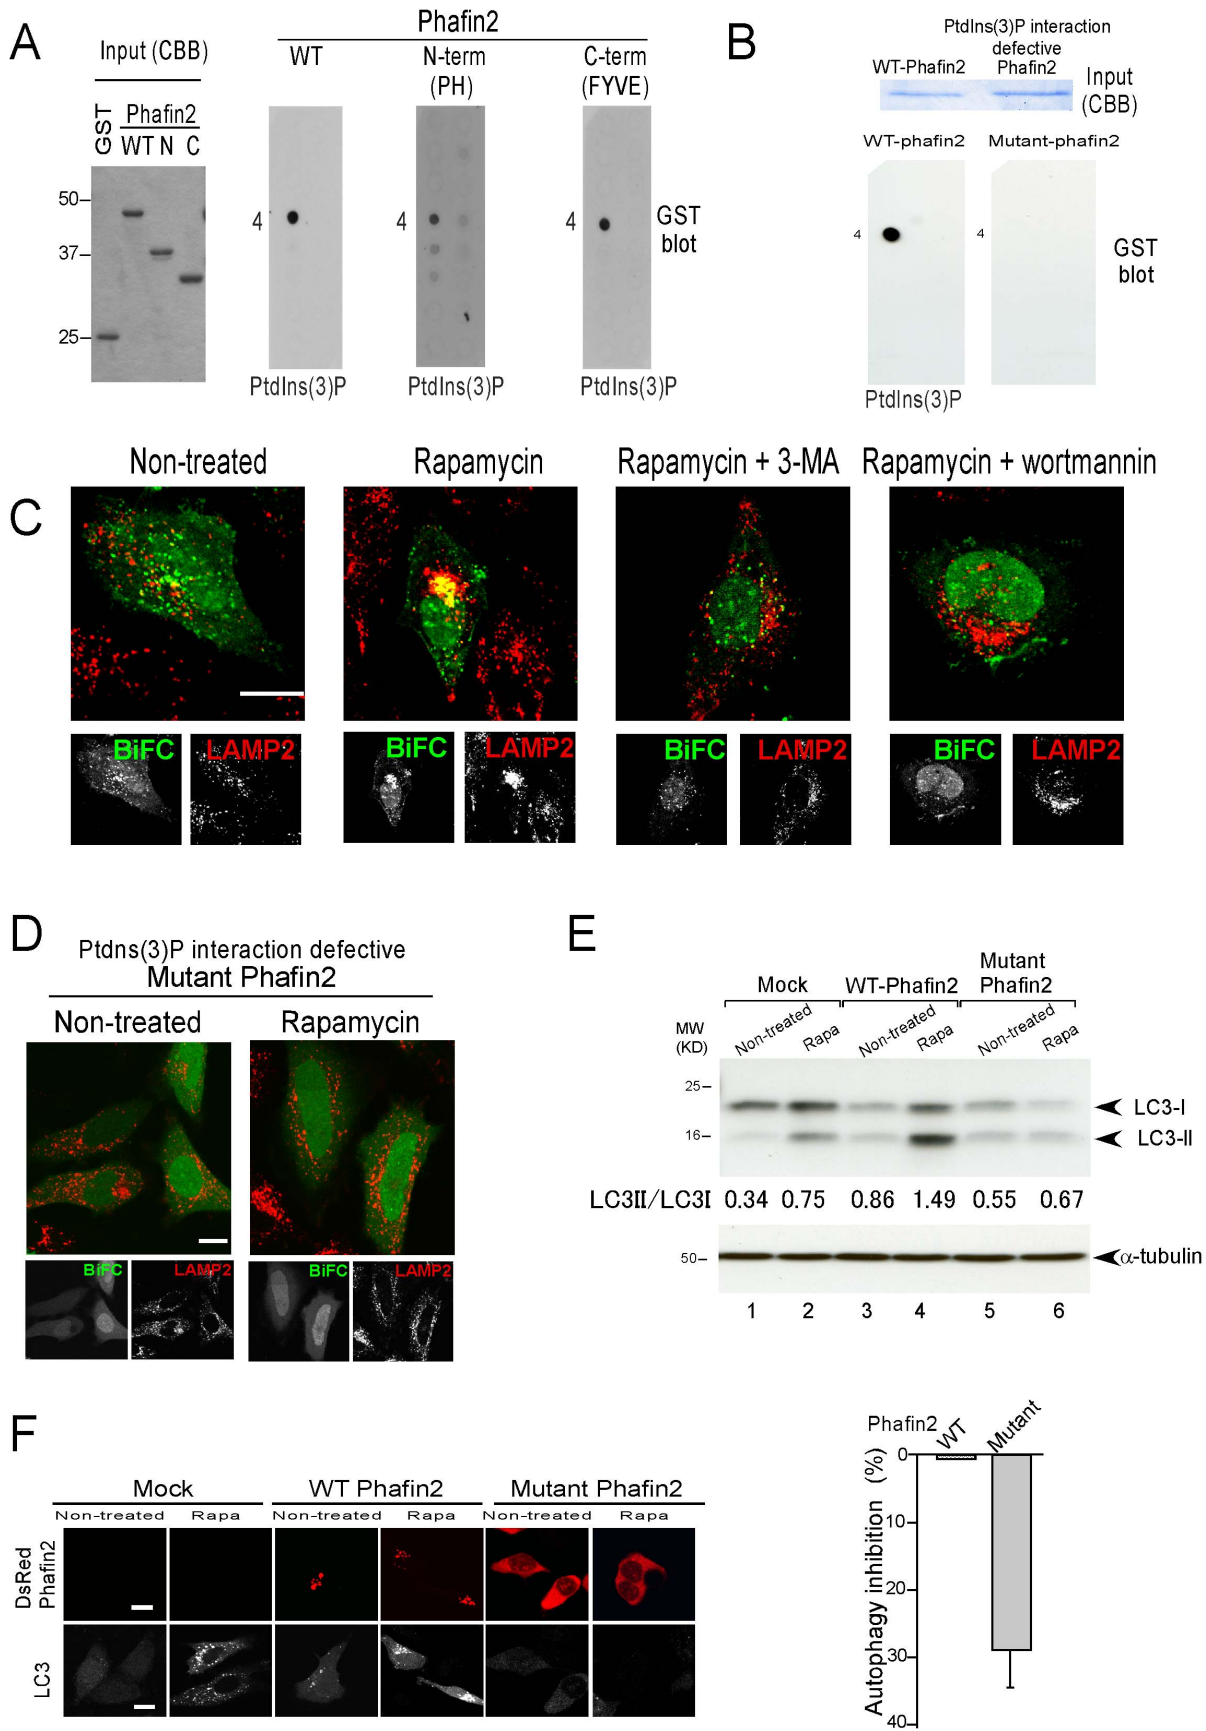 A
Input (CBB)
GST
Phafin2
WT N C
50
37
25
Phafin2
WT
N-term
(PH)
C-term
(FYVE)
4
4
4
GST
blot
PtdIns(3)P
PtdIns(3)P
PtdIns(3)P
B
WT-Phafin2
PtdIns(3)P interaction
defective
Phafin2
Input
(CBB)
WT-phafin2
Mutant-phafin2
4
4
GST
blot
PtdIns(3)P
C
Non-treated
Rapamycin
Rapamycin + 3-MA
Rapamycin + wortmannin
BiFC
LAMP2
BiFC
LAMP2
BiFC
LAMP2
BiFC
LAMP2
D
Ptdns(3)P interaction defective
Mutant Phafin2
Non-treated
Rapamycin
BiFC
LAMP2
BiFC
LAMP2
E
Mock
WT-Phafin2
Mutant
Phafin2
MW
(KD)
Non-treated
Rapa
Non-treated
Rapa
Non-treated
Rapa
25
16
LC3-I
LC3-II
LC3II/LC3I 0.34 0.75 0.86 1.49 0.55 0.67
50
α-tubulin
1 2 3 4 5 6
F
Mock
WT Phafin2
Mutant Phafin2
Non-treated Rapa Non-treated Rapa Non-treated Rapa
DsRed
Phafin2
LC3
Phafin2
WT
Mutant
Autophagy inhibition (%)
0
10
20
30
40